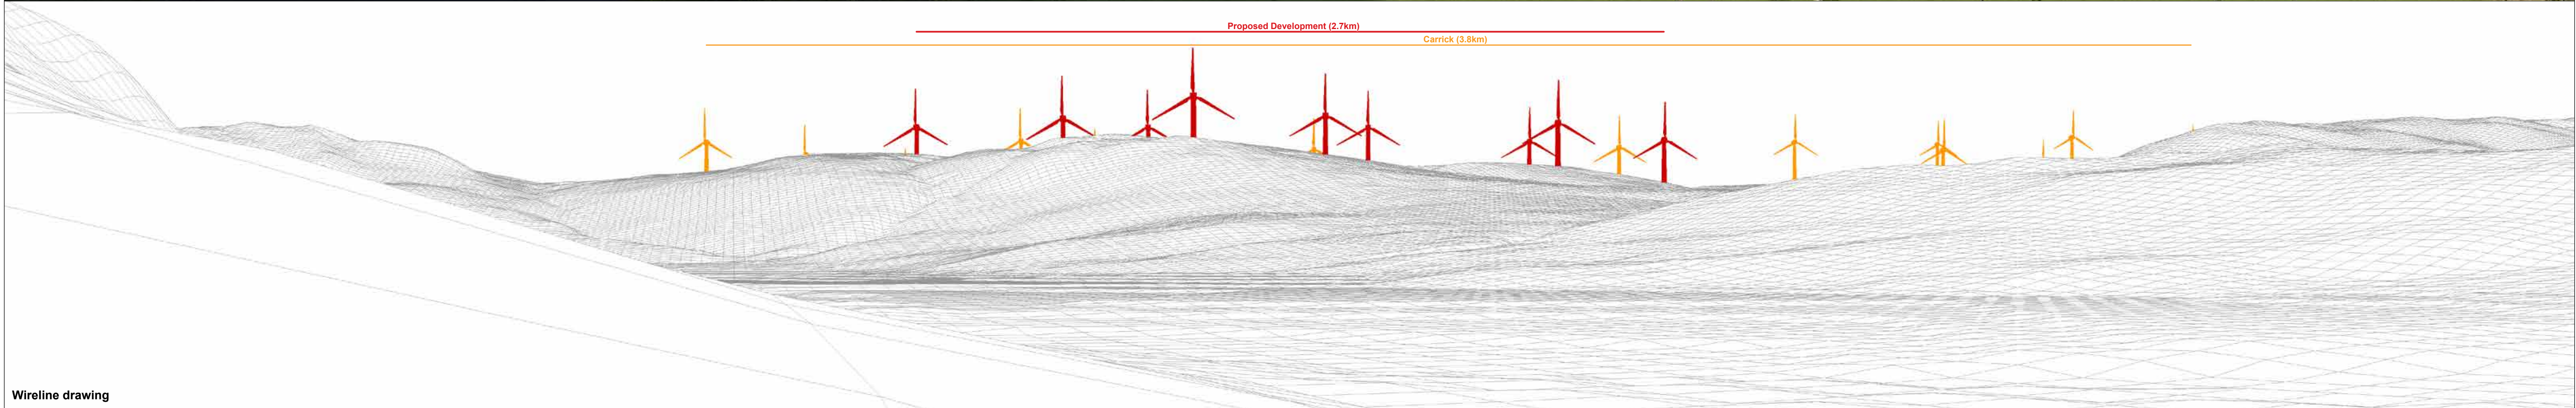 Proposed Development (2.7km)
Carrick (3.8km)
Wireline drawing